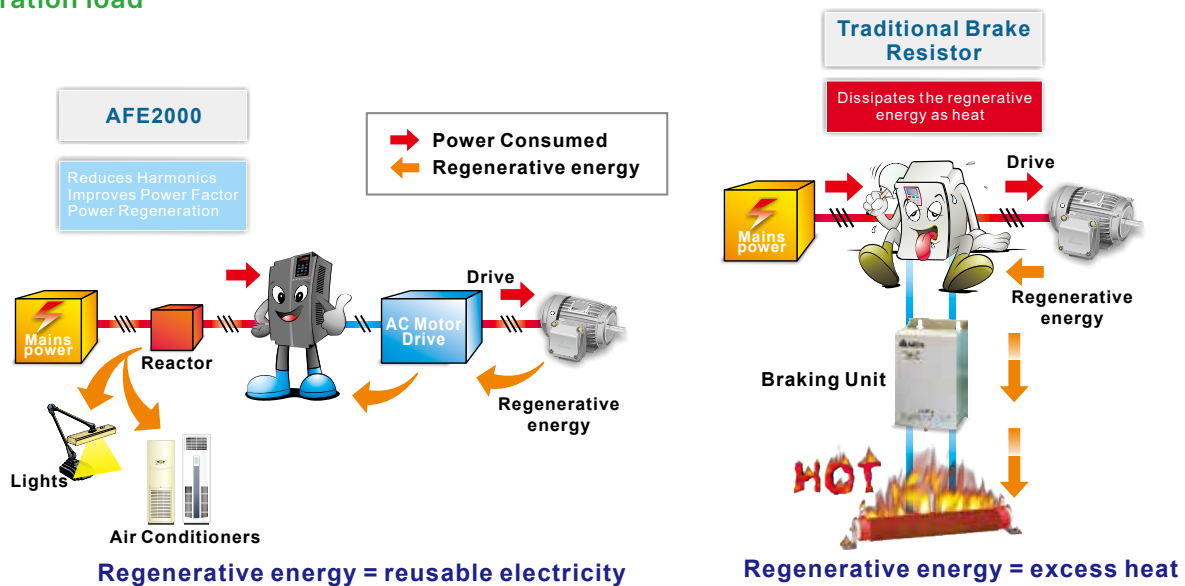 ration load
AFE2000
Reduces Harmonics
Improves Power Factor
Power Regeneration
Power Consumed
Regenerative energy
Mains
power
Reactor
AC Motor
Drive
Drive
Regenerative
energy
Lights
Air Conditioners
Regenerative energy = reusable electricity
Traditional Brake
Resistor
Dissipates the regnerative
energy as heat
Mains
power
Drive
Regenerative
energy
Braking Unit
HOT
Regenerative energy = excess heat